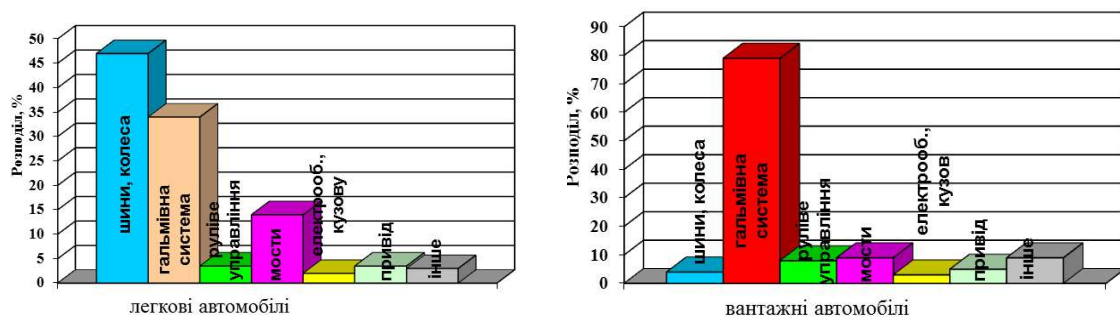 Розподіл, %
50
45
40
35
30
25
20
15
10
5
0
шини, колеса
гальмівна
система
руліве
управління
мости
електрооб.,
кузову
привід
інше
легкові автомобілі
Розподіл, %
90
80
70
60
50
40
30
20
10
0
шини, колеса
гальмівна
система
руліве
управління
мости
електрооб.,
кузов
привід
інше
вантажні автомобілі